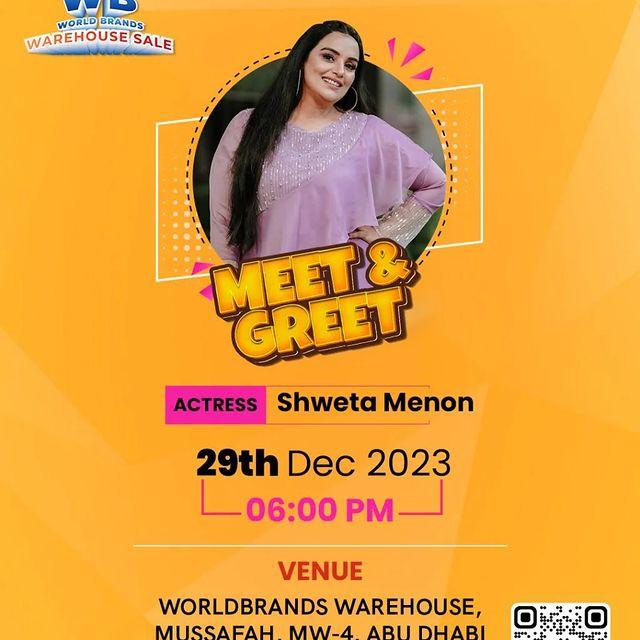 WB
WORLD BRANDS
WAREHOUSE SALE
MEET &
GREET
ACTRESS Shweta Menon
29th Dec 2023
06:00 PM
VENUE
WORLDBRANDS WAREHOUSE,
MUSSAFAH, MW-4, ABU DHABI